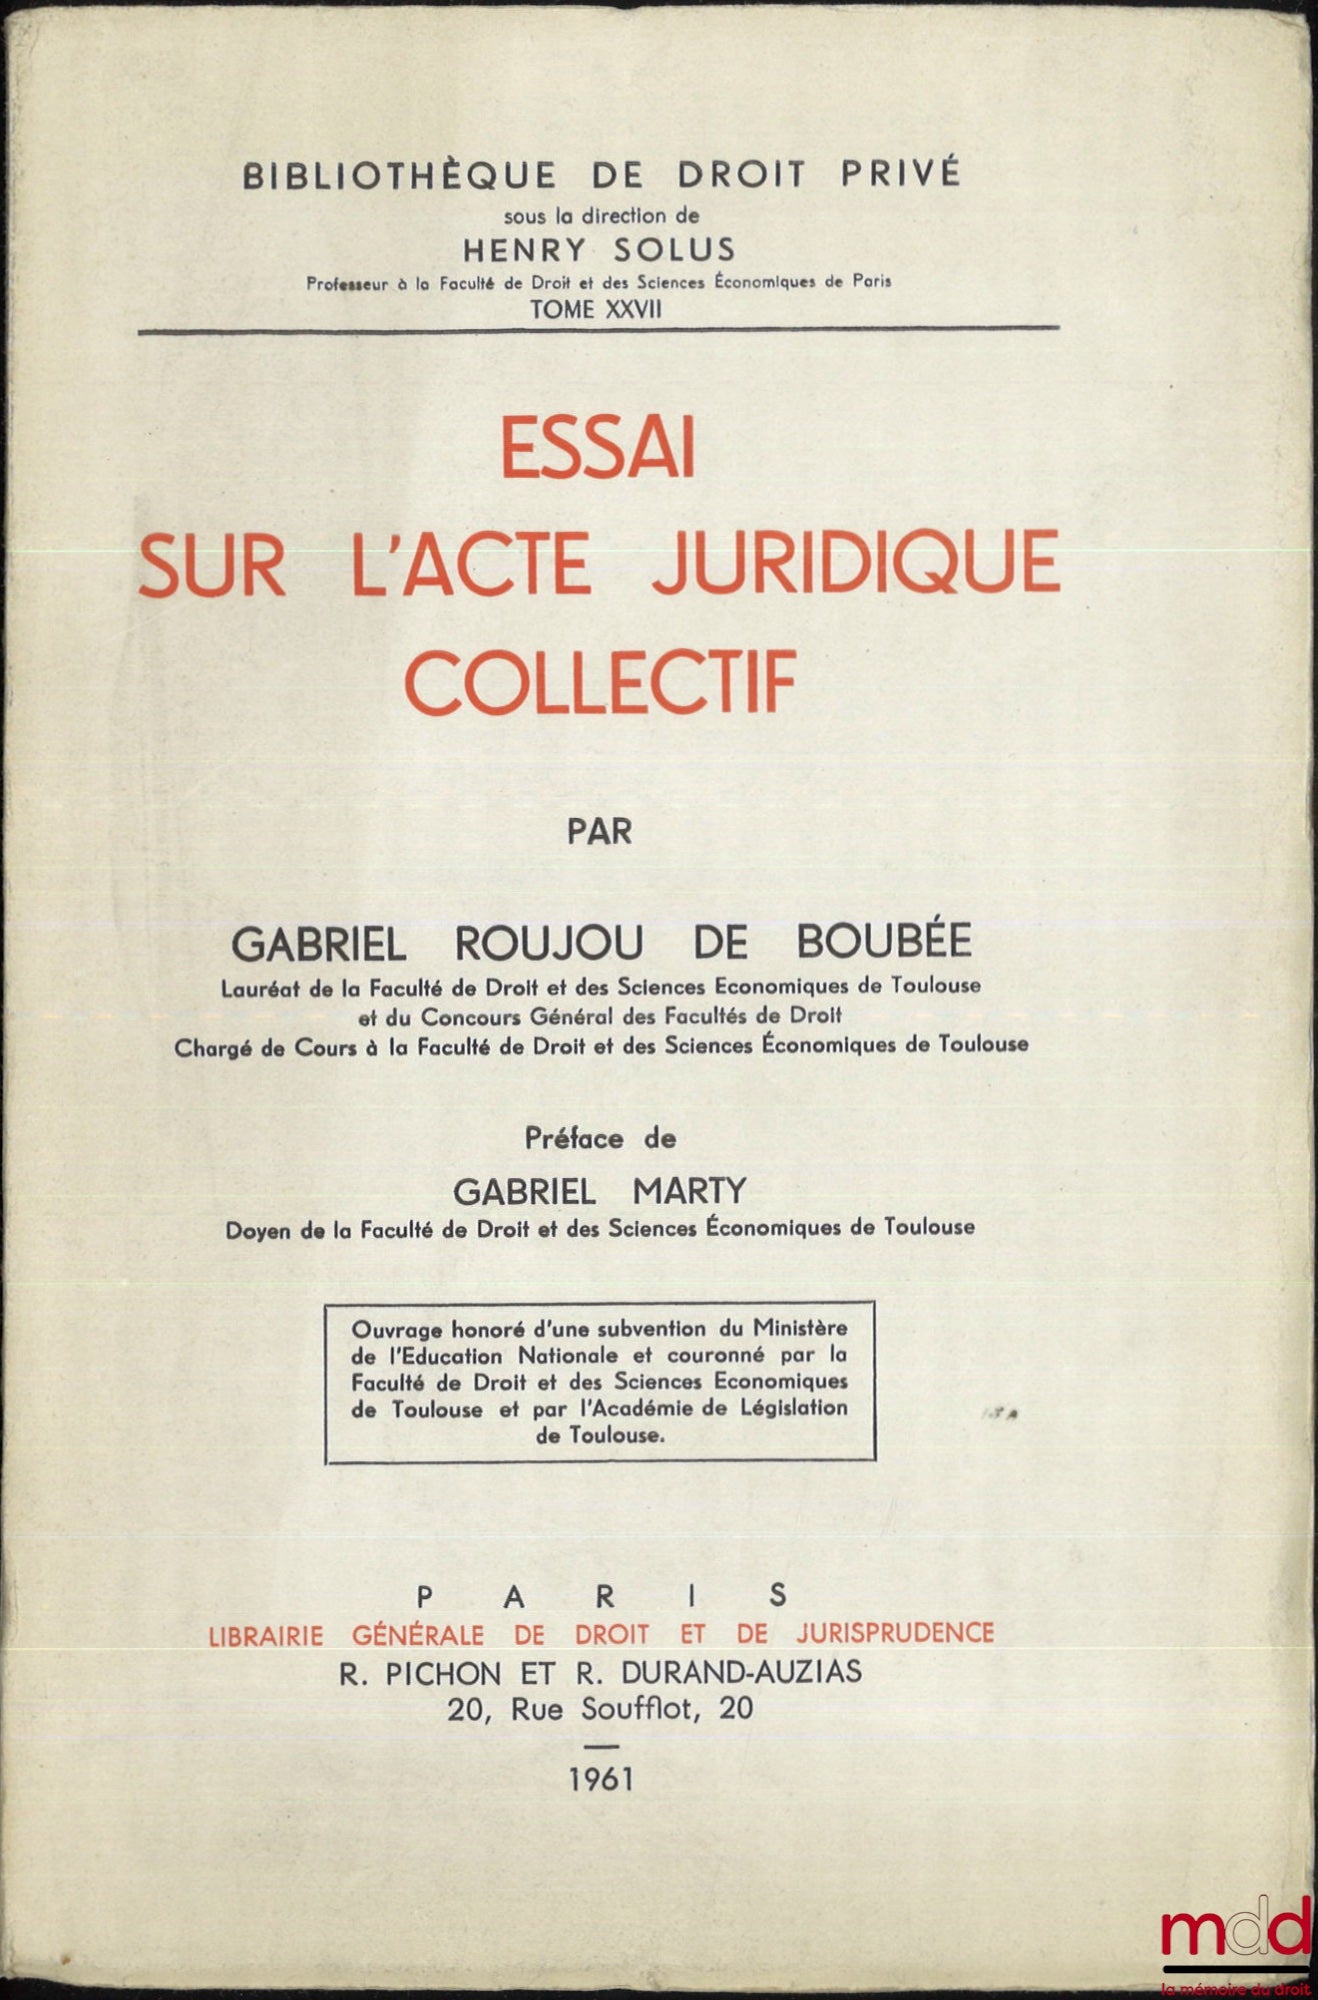 BIBLIOTHÈQUE DE DROIT PRIVÉ
sous la direction de
HENRY SOLUS
Professeur à la Faculté de Droit et des Sciences Économiques de Paris
TOME XXVII
ESSAI
SUR L'ACTE JURIDIQUE
COLLECTIF
PAR
GABRIEL ROUJOU DE BOUBÉE
Lauréat de la Faculté de Droit et des Sciences Economiques de Toulouse
et du Concours Général des Facultés de Droit
Chargé de Cours à la Faculté de Droit et des Sciences Économiques de Toulouse
Préface de
GABRIEL MARTY
Doyen de la Faculté de Droit et des Sciences Économiques de Toulouse
Ouvrage honoré d'une subvention du Ministère
de l'Education Nationale et couronné par la
Faculté de Droit et des Sciences Economiques
de Toulouse et par l'Académie de Législation
de Toulouse.
PARIS
LIBRAIRIE GÉNÉRALE DE DROIT ET DE JURISPRUDENCE
R. PICHON ET R. DURAND-AUZIAS
20, Rue Soufflot, 20
1961
mdd
la mémoire du droit